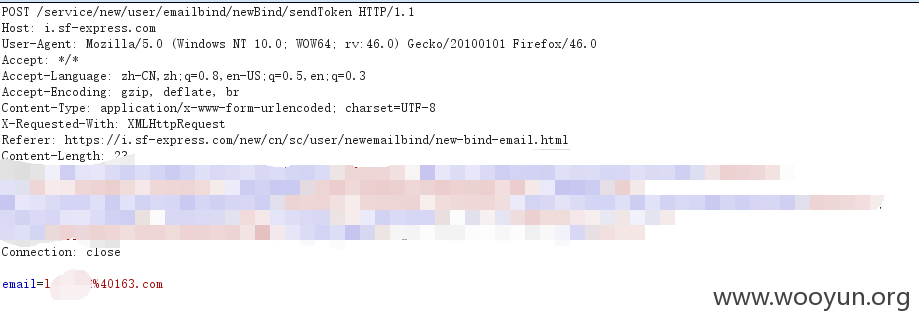 POST /service/new/user/emailbind/newBind/sendToken HTTP/1.1
Host: i.sf-express.com
User-Agent: Mozilla/5.0 (Windows NT 10.0; WOW64; rv:46.0) Gecko/20100101 Firefox/46.0
Accept: */*
Accept-Language: zh-CN,zh;q=0.8,en-US;q=0.5,en;q=0.3
Accept-Encoding: gzip, deflate, br
Content-Type: application/x-www-form-urlencoded; charset=UTF-8
X-Requested-With: XMLHttpRequest
Referer: https://i.sf-express.com/new/cn/sc/user/newemailbind/new-bind-email.html
Content-Length:
Connection: close
email=l %40163.com
www.wooyun.org